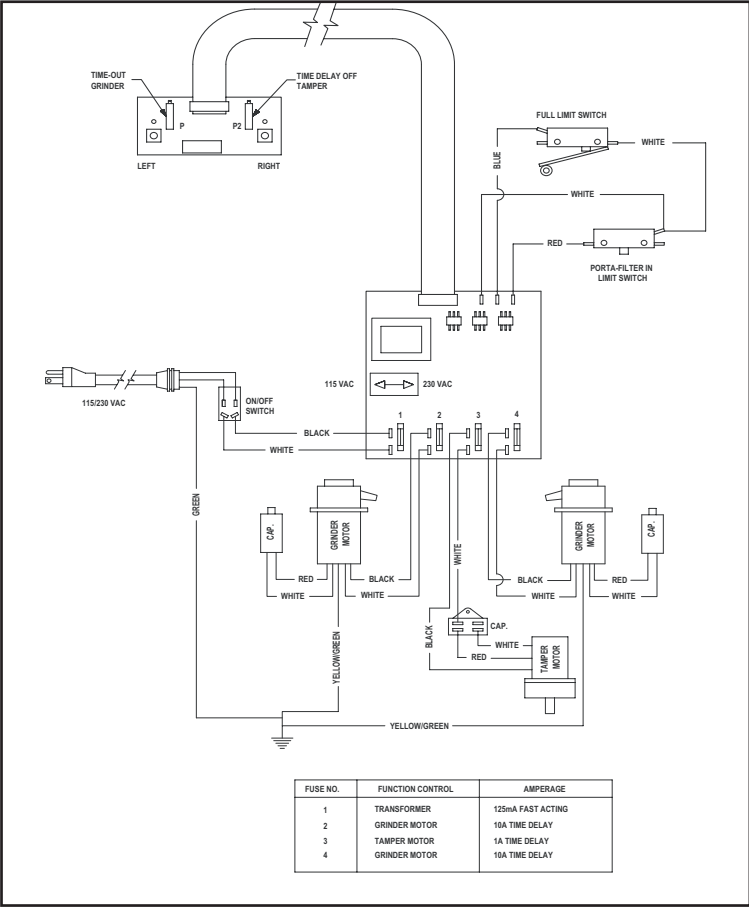 TIME-OUT
GRINDER
TIME DELAY OFF
TAMPER
P
P2
LEFT
RIGHT
FULL LIMIT SWITCH
WHITE
BLUE
WHITE
RED
PORTA-FILTER IN
LIMIT SWITCH
115 VAC
230 VAC
115/230 VAC
ON/OFF
SWITCH
1
2
3
4
BLACK
WHITE
GREEN
CAP.
GRINDER
MOTOR
RED
WHITE
BLACK
WHITE
WHITE
GRINDER
MOTOR
CAP.
BLACK
WHITE
RED
WHITE
YELLOW/GREEN
BLACK
CAP.
WHITE
RED
TAMPER
MOTOR
YELLOW/GREEN
FUSE NO. FUNCTION CONTROL AMPERAGE
1 TRANSFORMER 125mA FAST ACTING
2 GRINDER MOTOR 10A TIME DELAY
3 TAMPER MOTOR 1A TIME DELAY
4 GRINDER MOTOR 10A TIME DELAY